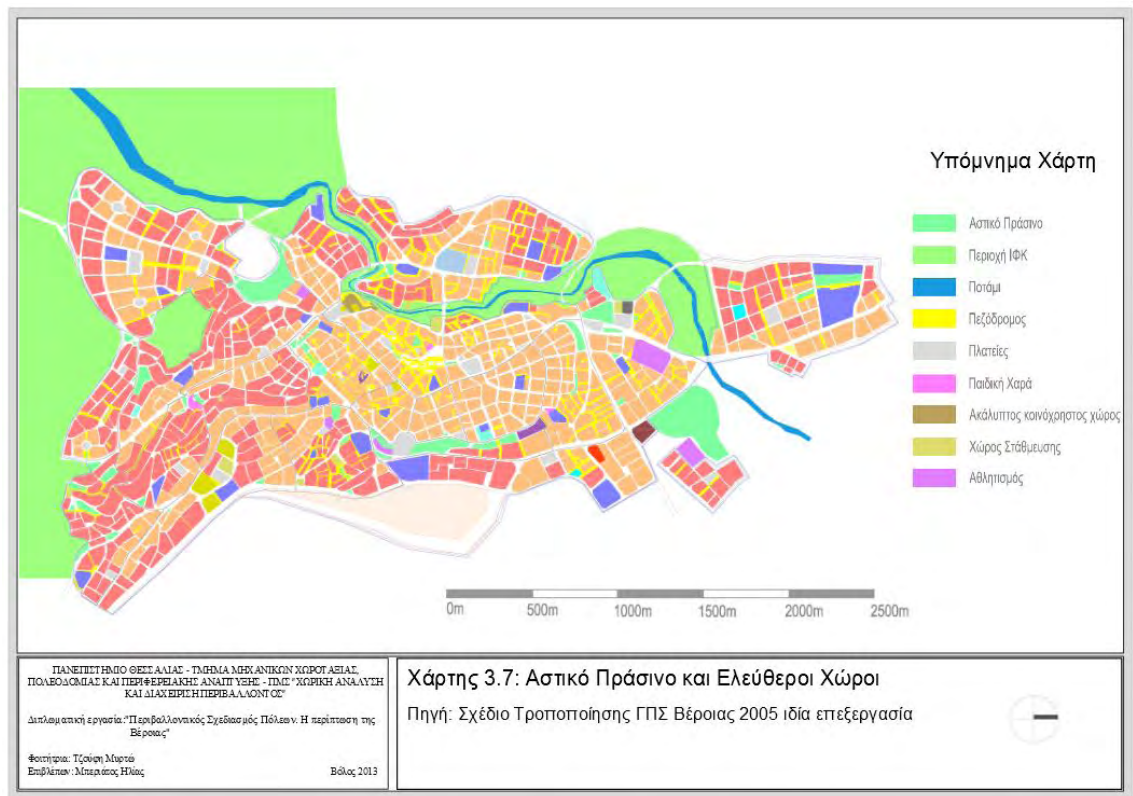 Υπόμνημα Χάρτη
Αστικό Πράσινο
Περιοχή ΙΦΚ
Ποτάμι
Πεζόδρομος
Πλατείες
Παιδική Χαρά
Ακάλυπτος κοινόχρηστος χώρος
Χώρος Στάθμευσης
Αθλητισμός
0m 500m 1000m 1500m 2000m 2500m
ΠΑΝΕΠΙΣΤΗΜΙΟ ΘΕΣΣΑΛΙΑΣ - ΤΜΗΜΑ ΜΗΧΑΝΙΚΩΝ ΧΩΡΟΤΑΞΙΑΣ,
ΠΟΛΕΟΔΟΜΙΑΣ ΚΑΙ ΠΕΡΙΦΕΡΕΙΑΚΗΣ ΑΝΑΠΤΥΞΗΣ - ΠΜΣ "ΧΩΡΙΚΗ ΑΝΑΛΥΣΗ
ΚΑΙ ΔΙΑΧΕΙΡΙΣΗ ΠΕΡΙΒΑΛΛΟΝΤΟΣ"
Διπλωματική εργασία:"Περιβαλλοντικός Σχεδιασμός Πόλεων. Η περίπτωση της
Βέροιας"
Φοιτήτρια: Τζούφη Μυρτώ
Επιβλέπων: Μπεριάτος Ηλίας Βόλος 2013
Χάρτης 3.7: Αστικό Πράσινο και Ελεύθεροι Χώροι
Πηγή: Σχέδιο Τροποποίησης ΓΠΣ Βέροιας 2005 ιδία επεξεργασία